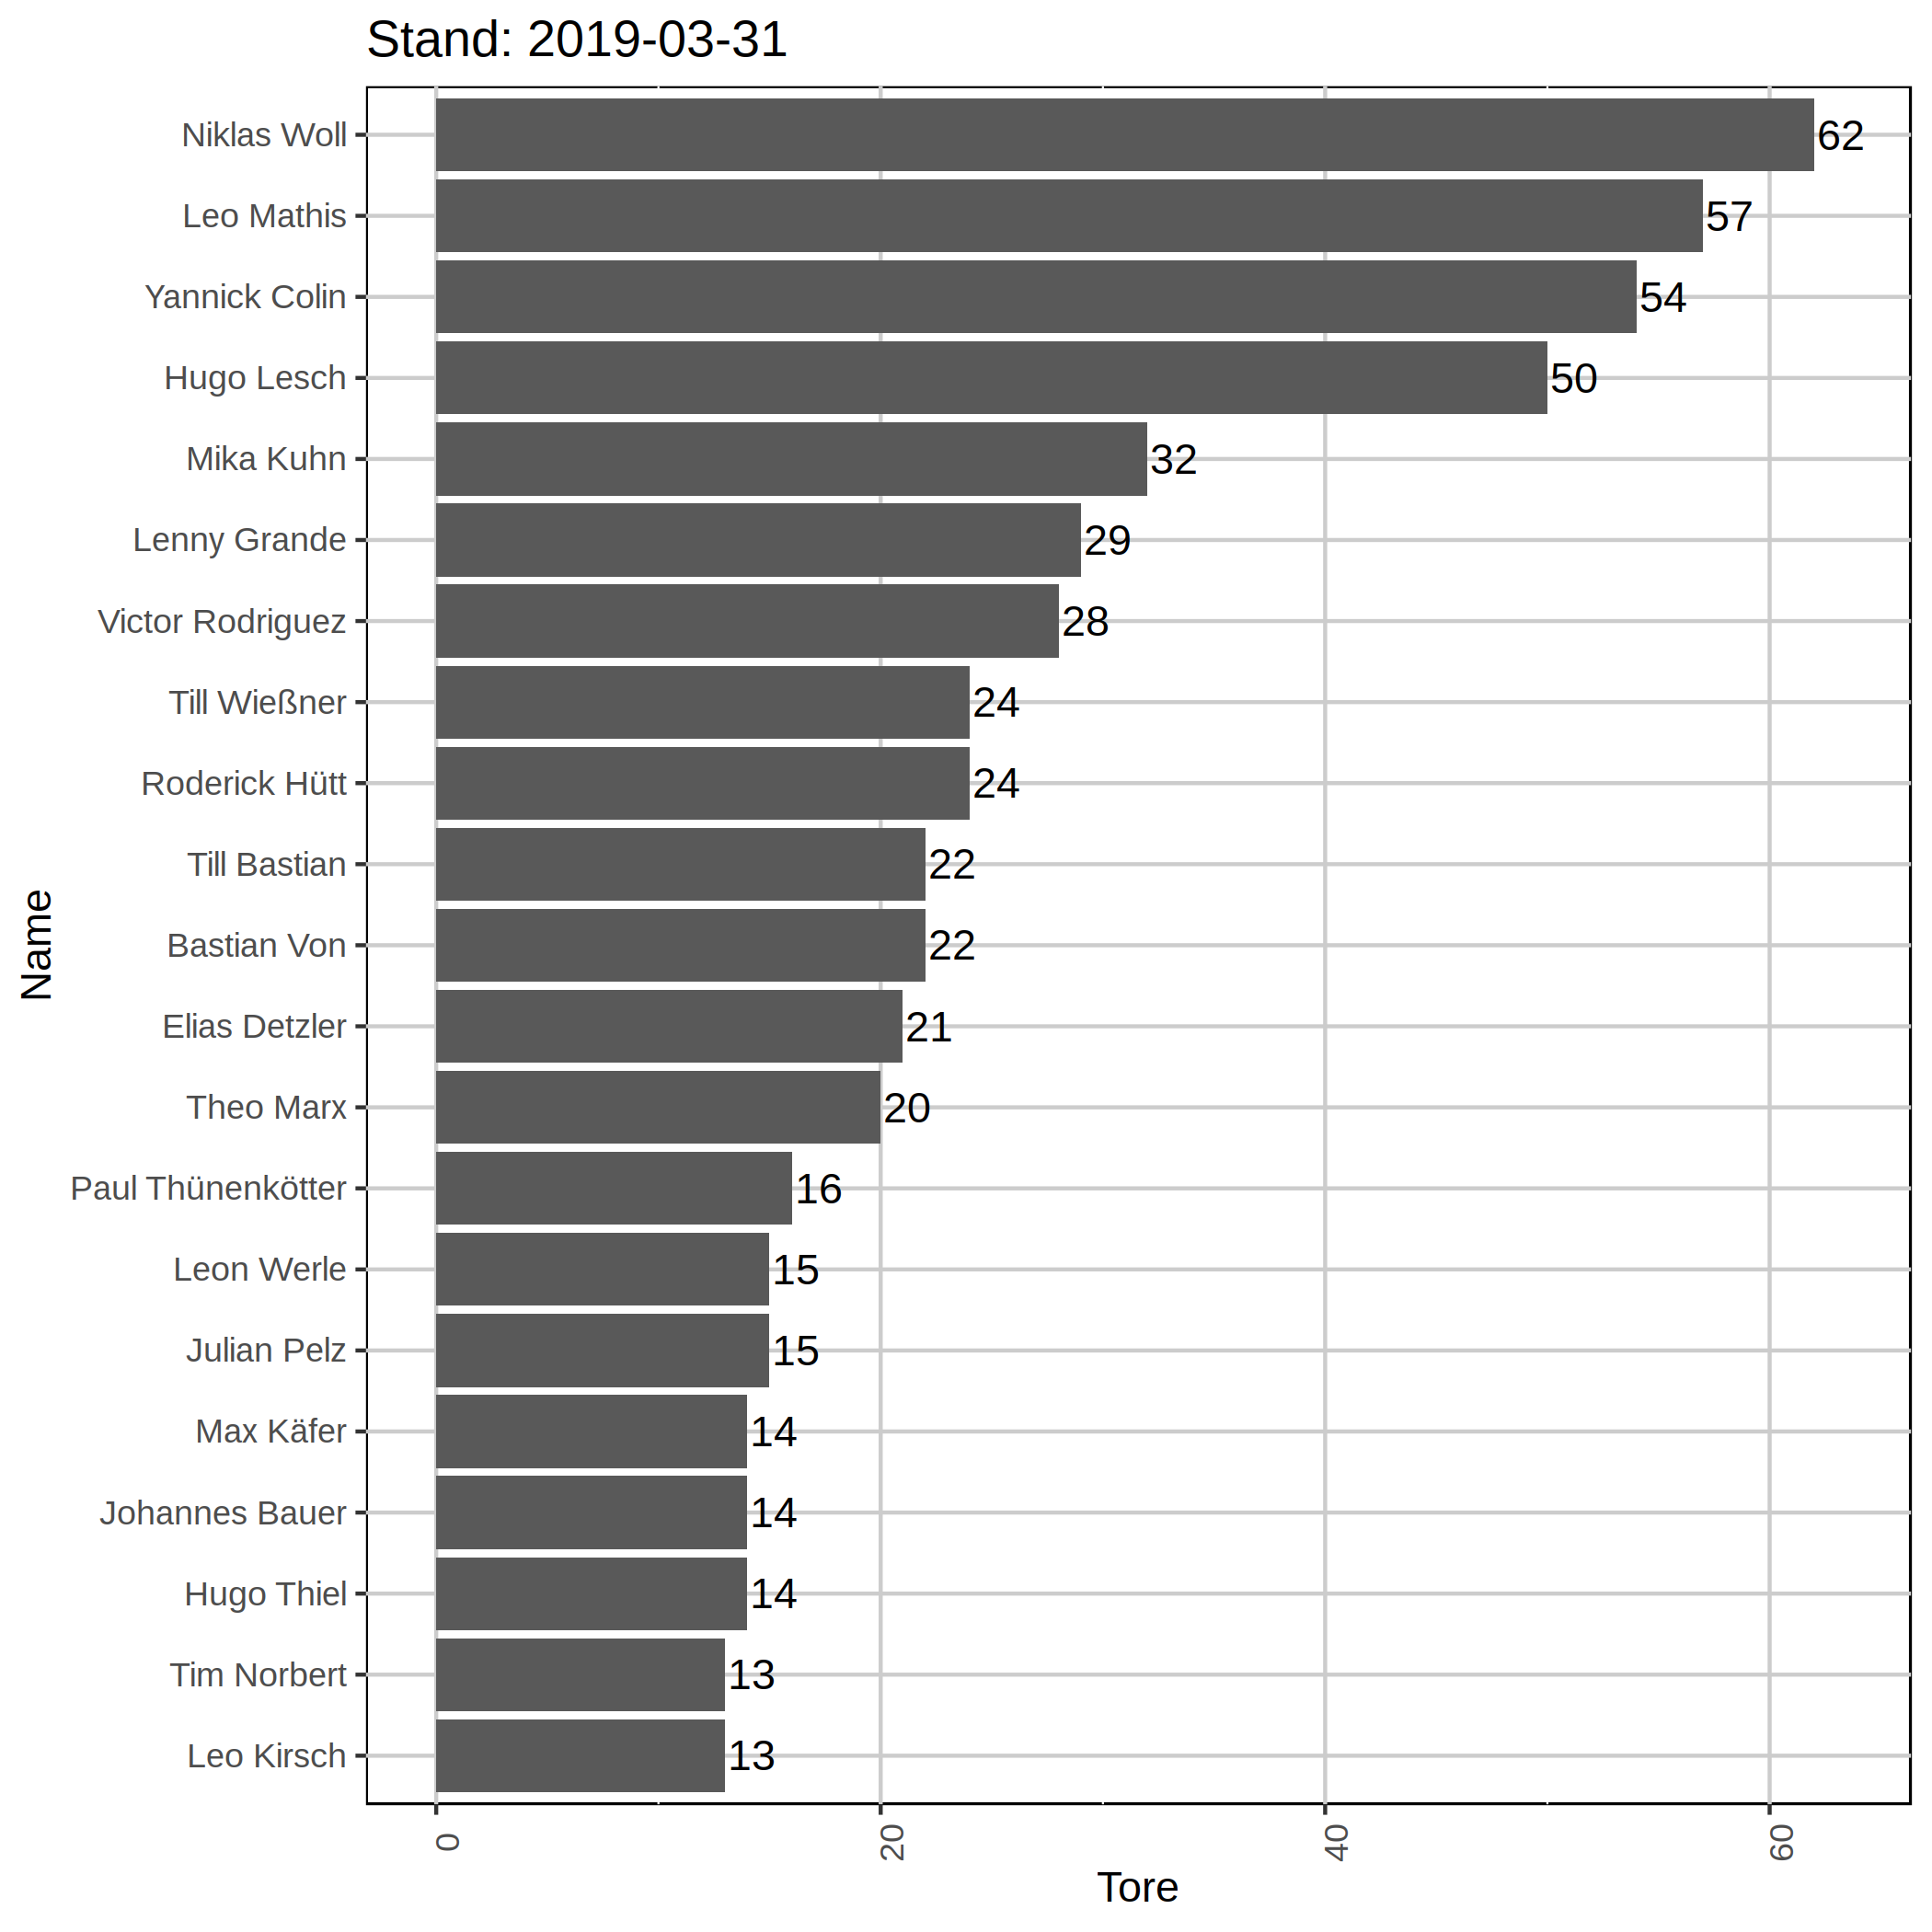 Stand: 2019-03-31
Name
Niklas Woll 62
Leo Mathis 57
Yannick Colin 54
Hugo Lesch 50
Mika Kuhn 32
Lenny Grande 29
Victor Rodriguez 28
Till Wießner 24
Roderick Hütt 24
Till Bastian 22
Bastian Von 22
Elias Detzler 21
Theo Marx 20
Paul Thünenkötter 16
Leon Werle 15
Julian Pelz 15
Max Käfer 14
Johannes Bauer 14
Hugo Thiel 14
Tim Norbert 13
Leo Kirsch 13
0 20 40 60
Tore